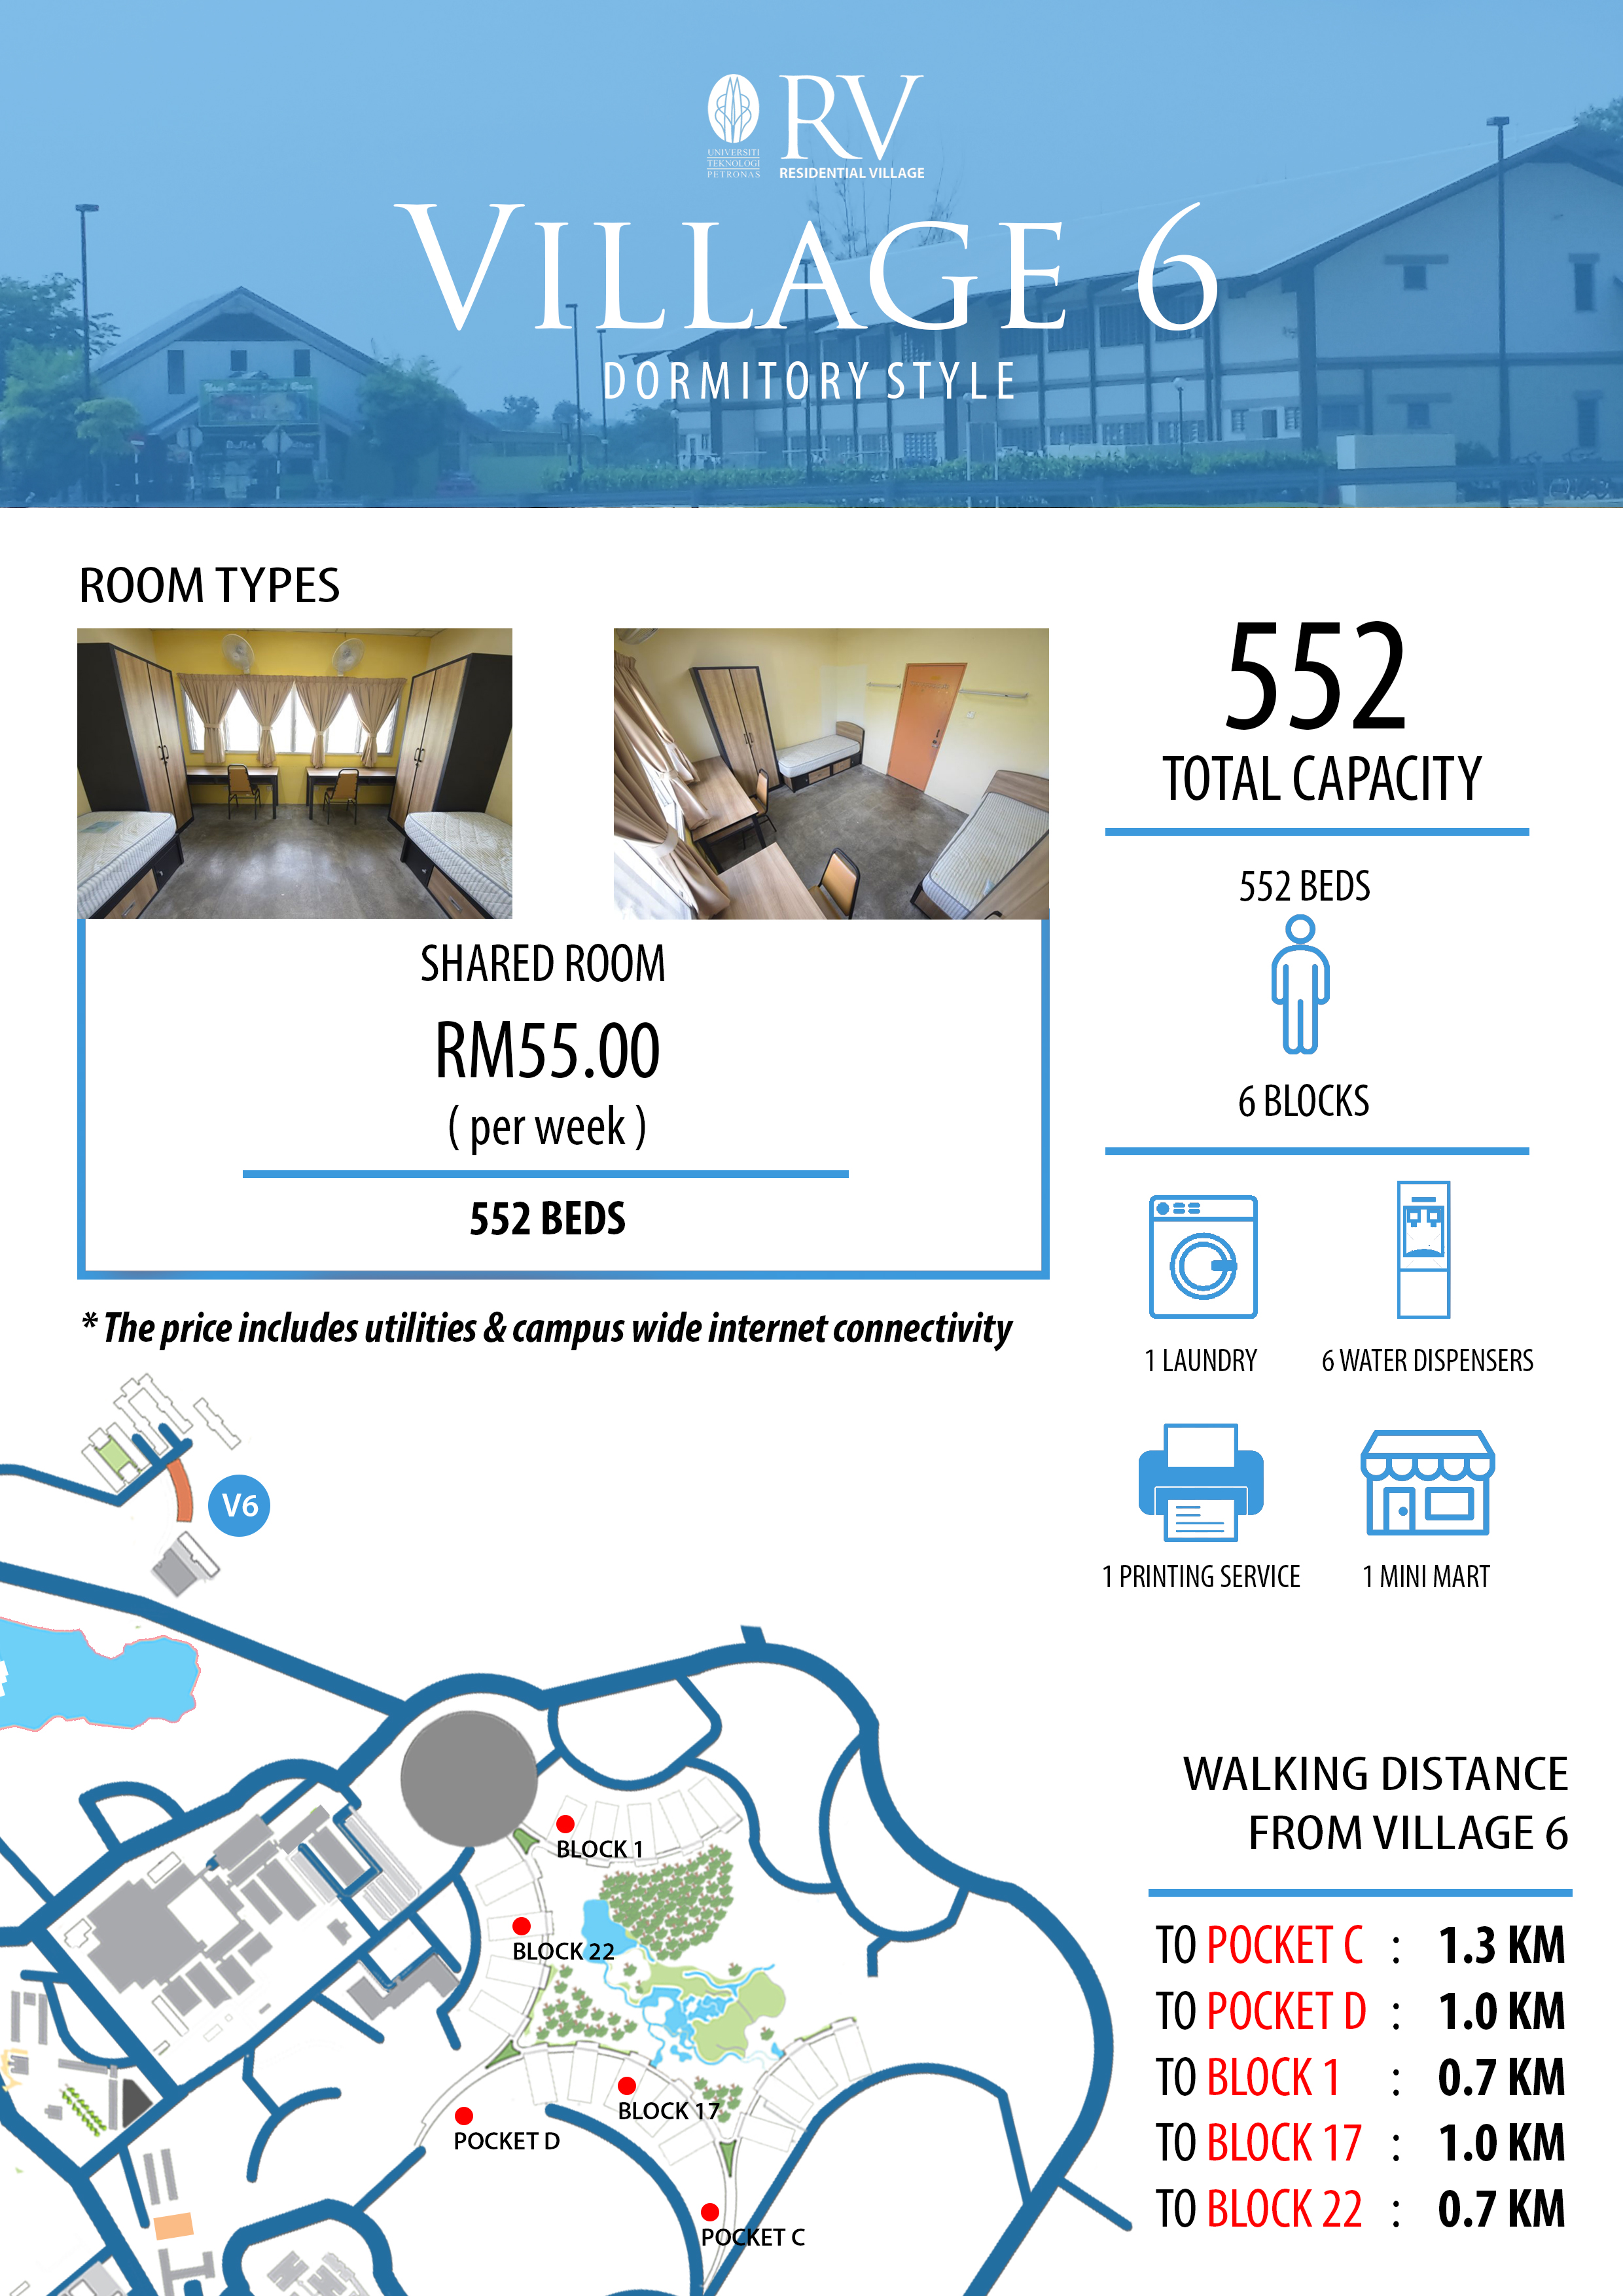 UNIVERSITI
TEKNOLOGI
PETRONAS
RV
RESIDENTIAL VILLAGE
VILLAGE 6
DORMITORY STYLE
ROOM TYPES
SHARED ROOM
RM55.00
( per week )
552 BEDS
* The price includes utilities & campus wide internet connectivity
552
TOTAL CAPACITY
552 BEDS
6 BLOCKS
1 LAUNDRY
6 WATER DISPENSERS
1 PRINTING SERVICE
1 MINI MART
V6
BLOCK 1
BLOCK 22
BLOCK 17
POCKET D
POCKET C
WALKING DISTANCE
FROM VILLAGE 6
TO POCKET C : 1.3 KM
TO POCKET D : 1.0 KM
TO BLOCK 1 : 0.7 KM
TO BLOCK 17 : 1.0 KM
TO BLOCK 22 : 0.7 KM